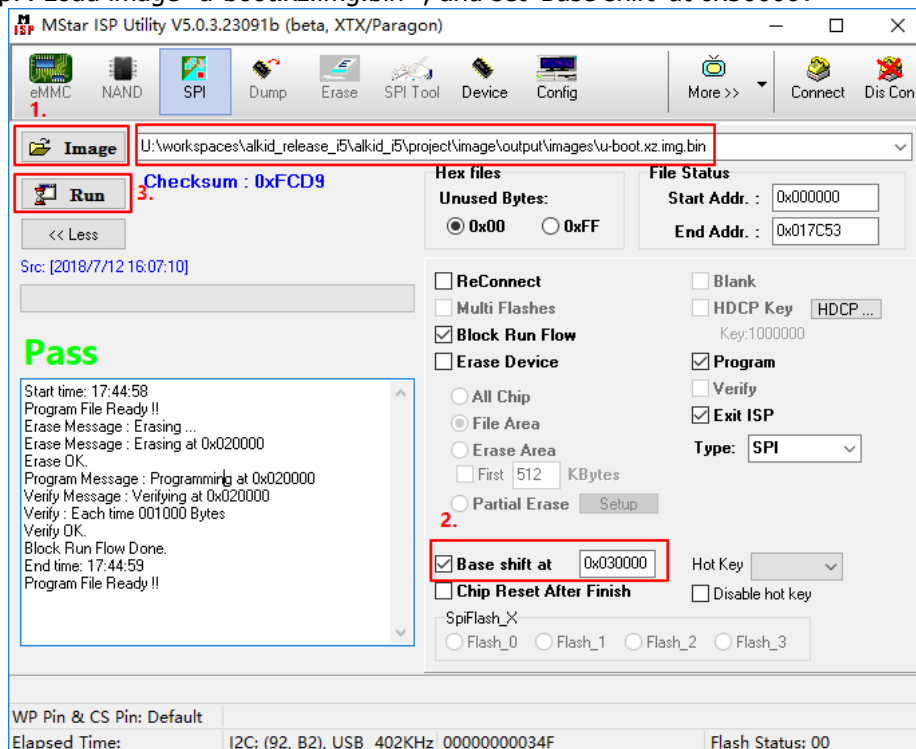 MStar ISP Utility V5.0.3.23091b (beta, XTX/Paragon)
eMMC NAND SPI Dump Erase SPI Tool Device Config More >> Connect Dis Con
1.
Image U:\workspaces\alkid_release_i5\alkid_i5\project\image\output\images\u-boot.xz.img.bin
Run 3. Checksum : 0xFCD9
<< Less
Hex files
Unused Bytes:
0x00 0xFF
File Status
Start Addr. : 0x000000
End Addr. : 0x017C53
Src: [2018/7/12 16:07:10]
Pass
Start time: 17:44:58
Program File Ready !!
Erase Message : Erasing ...
Erase Message : Erasing at 0x020000
Erase OK.
Program Message : Programming at 0x020000
Verify Message : Verifying at 0x020000
Verify : Each time 001000 Bytes
Verify OK.
Block Run Flow Done.
End time: 17:44:59
Program File Ready !!
ReConnect
Multi Flashes
Block Run Flow
Erase Device
All Chip
File Area
Erase Area
First 512 KBytes
Partial Erase Setup
2.
Base shift at 0x030000
Chip Reset After Finish
Blank
HDCP Key HDCP ...
Key:1000000
Program
Verify
Exit ISP
Type: SPI
Hot Key
Disable hot key
SpiFlash_X
Flash_0 Flash_1 Flash_2 Flash_3
WP Pin & CS Pin: Default
Elapsed Time: I2C: (92, B2), USB 402KHz 00000000034F Flash Status: 00